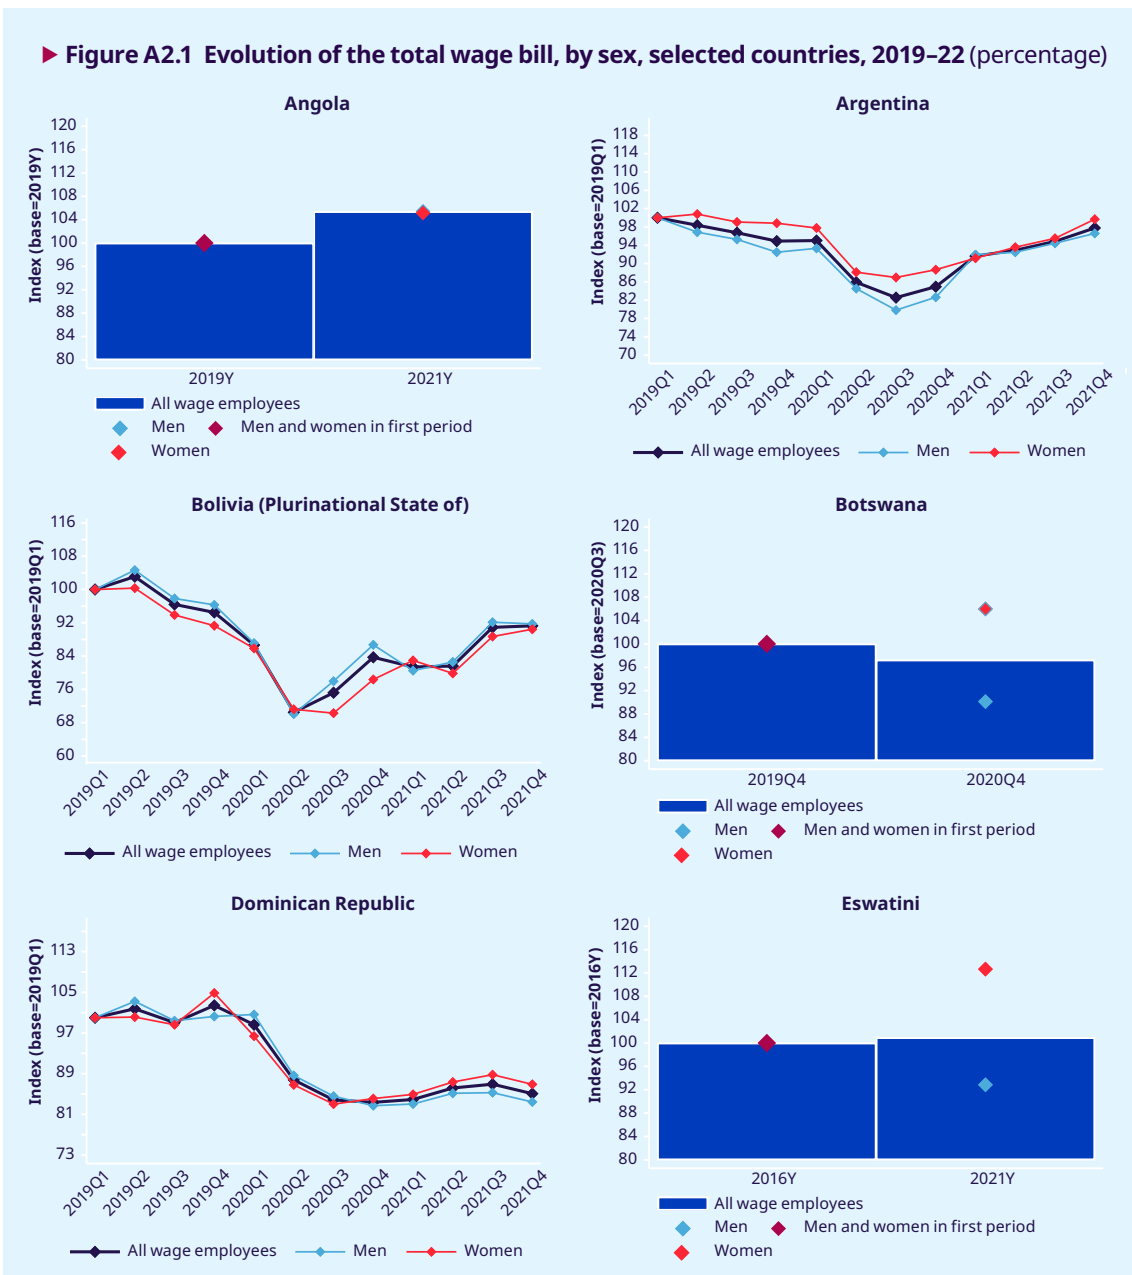 Figure A2.1 Evolution of the total wage bill, by sex, selected countries, 2019–22 (percentage)
Angola
Index (base=2019Y)
120
116
112
108
104
100
96
92
88
84
80
2019Y 2021Y
All wage employees
Men Men and women in first period
Women
Argentina
Index (base=2019Q1)
118
114
110
106
102
98
94
90
86
82
78
74
70
2019Q1 2019Q2 2019Q3 2019Q4 2020Q1 2020Q2 2020Q3 2020Q4 2021Q1 2021Q2 2021Q3 2021Q4
All wage employees Men Women
Bolivia (Plurinational State of)
Index (base=2019Q1)
116
108
100
92
84
76
68
60
2019Q1 2019Q2 2019Q3 2019Q4 2020Q1 2020Q2 2020Q3 2020Q4 2021Q1 2021Q2 2021Q3 2021Q4
All wage employees Men Women
Botswana
Index (base=2020Q3)
120
116
112
108
104
100
96
92
88
84
80
2019Q4 2020Q4
All wage employees
Men Men and women in first period
Women
Dominican Republic
Index (base=2019Q1)
113
105
97
89
81
73
2019Q1 2019Q2 2019Q3 2019Q4 2020Q1 2020Q2 2020Q3 2020Q4 2021Q1 2021Q2 2021Q3 2021Q4
All wage employees Men Women
Eswatini
Index (base=2016Y)
120
116
112
108
104
100
96
92
88
84
80
2016Y 2021Y
All wage employees
Men Men and women in first period
Women